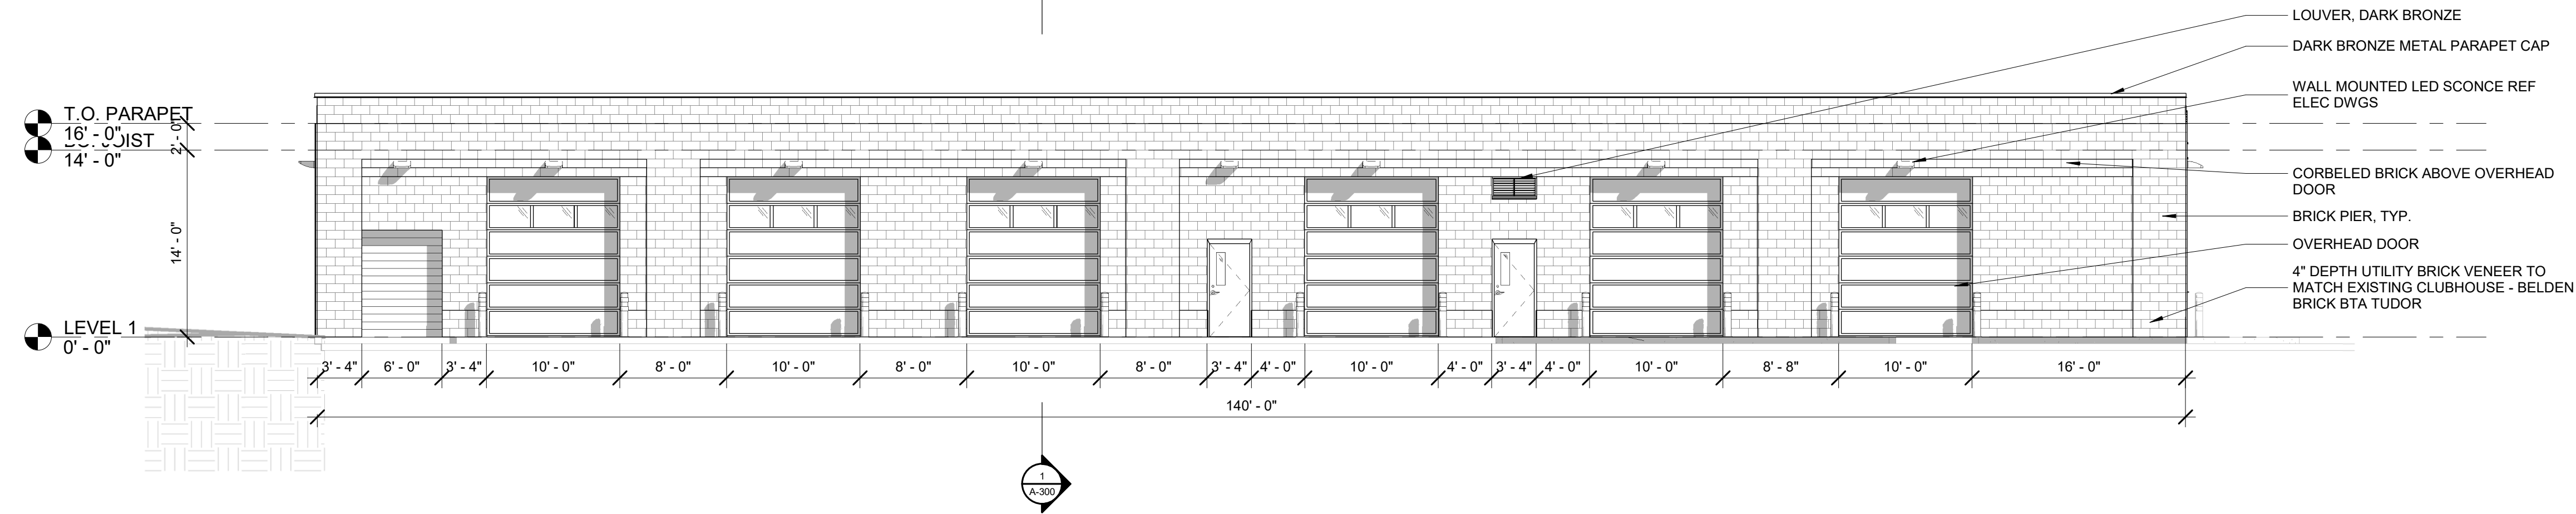 LOUVER, DARK BRONZE
DARK BRONZE METAL PARAPET CAP
WALL MOUNTED LED SCONCE REF
ELEC DWGS
T.O. PARAPET
16' - 0"
JOIST
14' - 0"
2' - 0"
CORBELED BRICK ABOVE OVERHEAD
DOOR
BRICK PIER, TYP.
14' - 0"
OVERHEAD DOOR
4" DEPTH UTILITY BRICK VENEER TO
MATCH EXISTING CLUBHOUSE - BELDEN
BRICK BTA TUDOR
LEVEL 1
0' - 0"
3' - 4" 6' - 0" 3' - 4" 10' - 0" 8' - 0" 10' - 0" 8' - 0" 10' - 0" 8' - 0" 3' - 4" 4' - 0" 10' - 0" 4' - 0" 3' - 4" 4' - 0" 10' - 0" 8' - 8" 10' - 0" 16' - 0"
140' - 0"
1
A-300